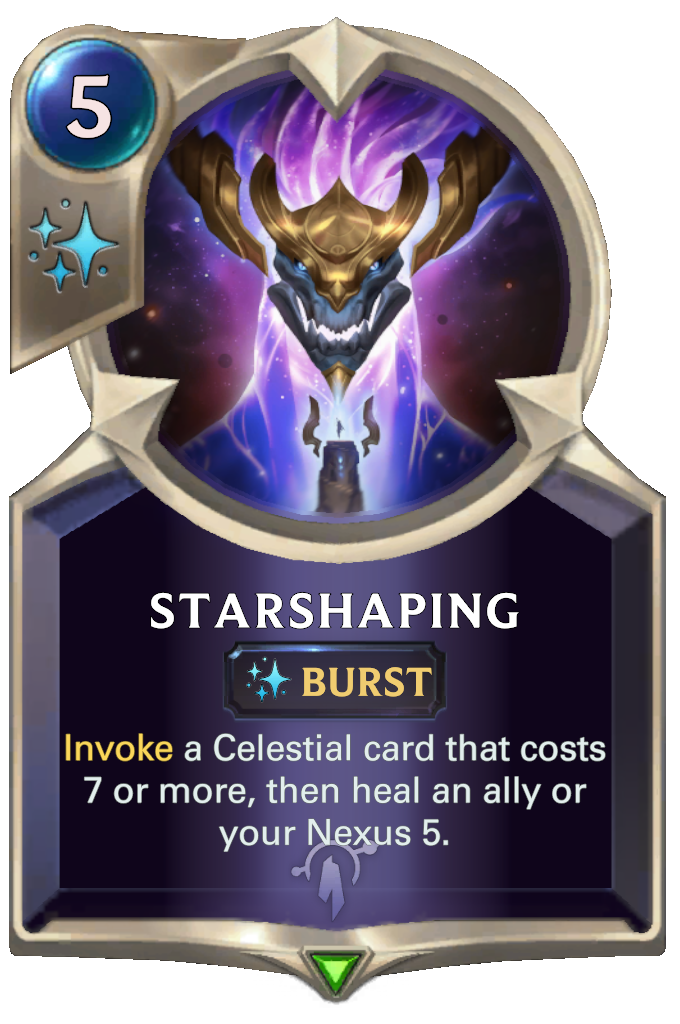 5
STARSHAPING
BURST
Invoke a Celestial card that costs
7 or more, then heal an ally or
your Nexus 5.